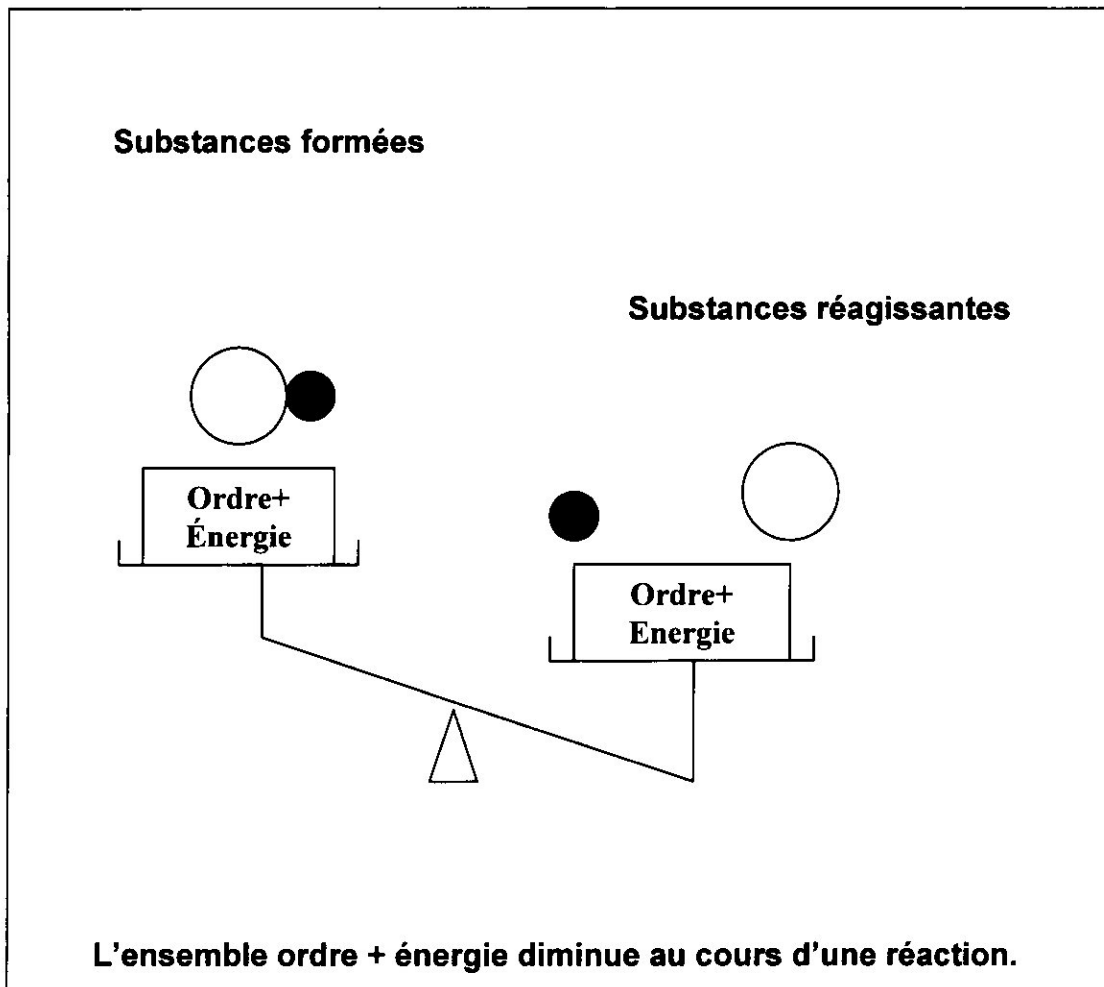 Substances formées
Substances réagissantes
Ordre+
Énergie
Ordre+
Energie
L'ensemble ordre + énergie diminue au cours d'une réaction.